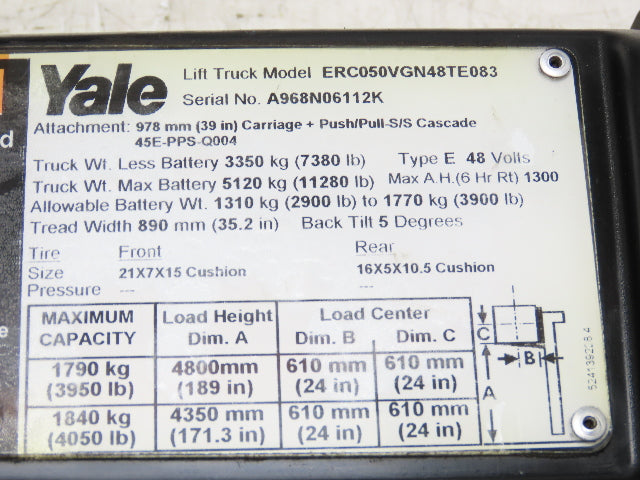 Yale
Lift Truck Model ERC050VGN48TE083
Serial No. A968N06112K
Attachment: 978 mm (39 in) Carriage + Push/Pull-S/S Cascade
45E-PPS-Q004
Truck Wt. Less Battery 3350 kg (7380 lb) Type E 48 Volts
Truck Wt. Max Battery 5120 kg (11280 lb) Max A.H.(6 Hr Rt) 1300
Allowable Battery Wt. 1310 kg (2900 lb) to 1770 kg (3900 lb)
Tread Width 890 mm (35.2 in) Back Tilt 5 Degrees
Tire Front Rear
Size 21X7X15 Cushion 16X5X10.5 Cushion
Pressure --- ---
MAXIMUM CAPACITY Load Height Dim. A Load Center Dim. B Dim. C
1790 kg 4800mm 610 mm 610 mm
(3950 lb) (189 in) (24 in) (24 in)
1840 kg 4350 mm 610 mm 610 mm
(4050 lb) (171.3 in) (24 in) (24 in)
C
B
A